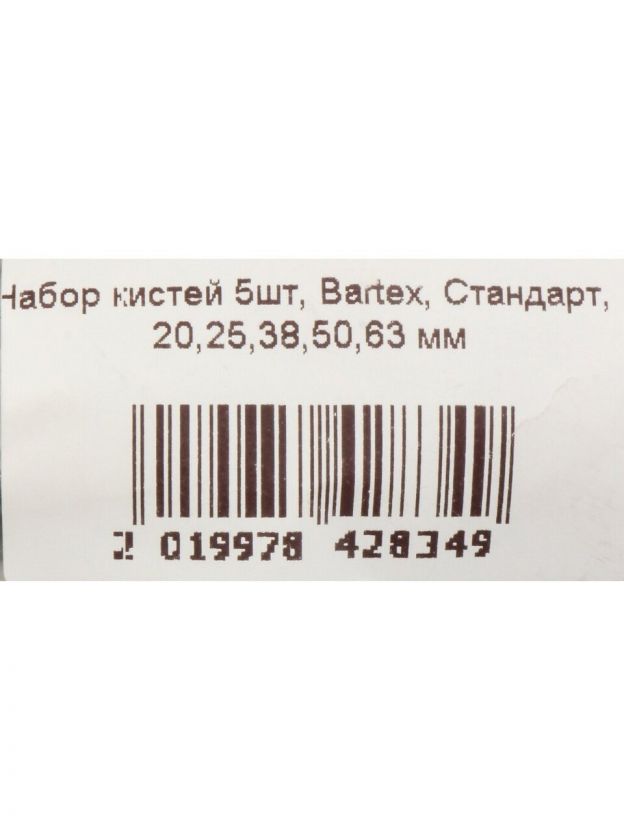 Набор кистей 5шт, Bartex, Стандарт,
20,25,38,50,63 мм
2 019978 428349